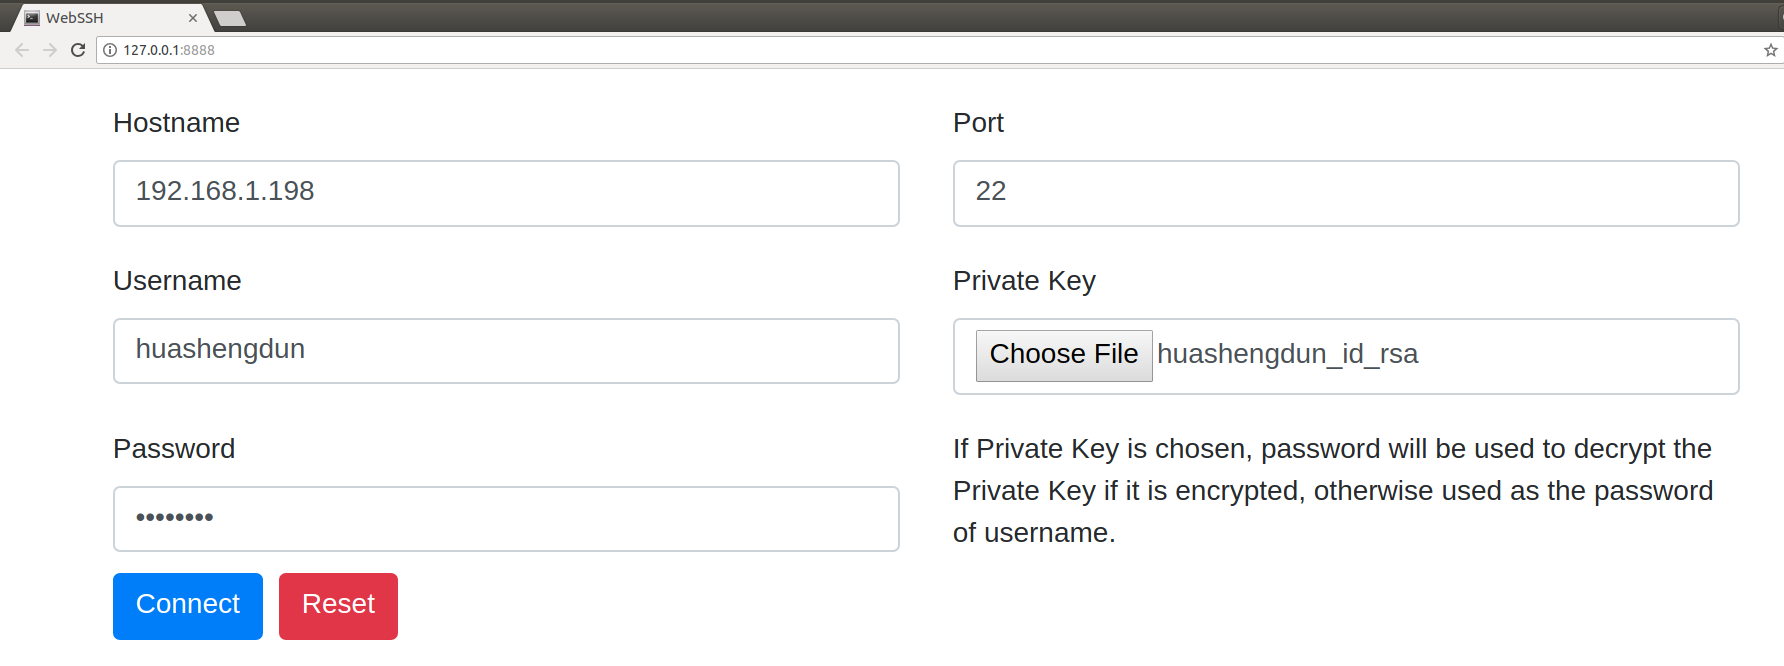 WebSSH
127.0.0.1:8888
Hostname
Port
192.168.1.198
22
Username
Private Key
huashengdun
Choose File huashengdun_id_rsa
Password
If Private Key is chosen, password will be used to decrypt the
Private Key if it is encrypted, otherwise used as the password
of username.
••••••••
Connect
Reset